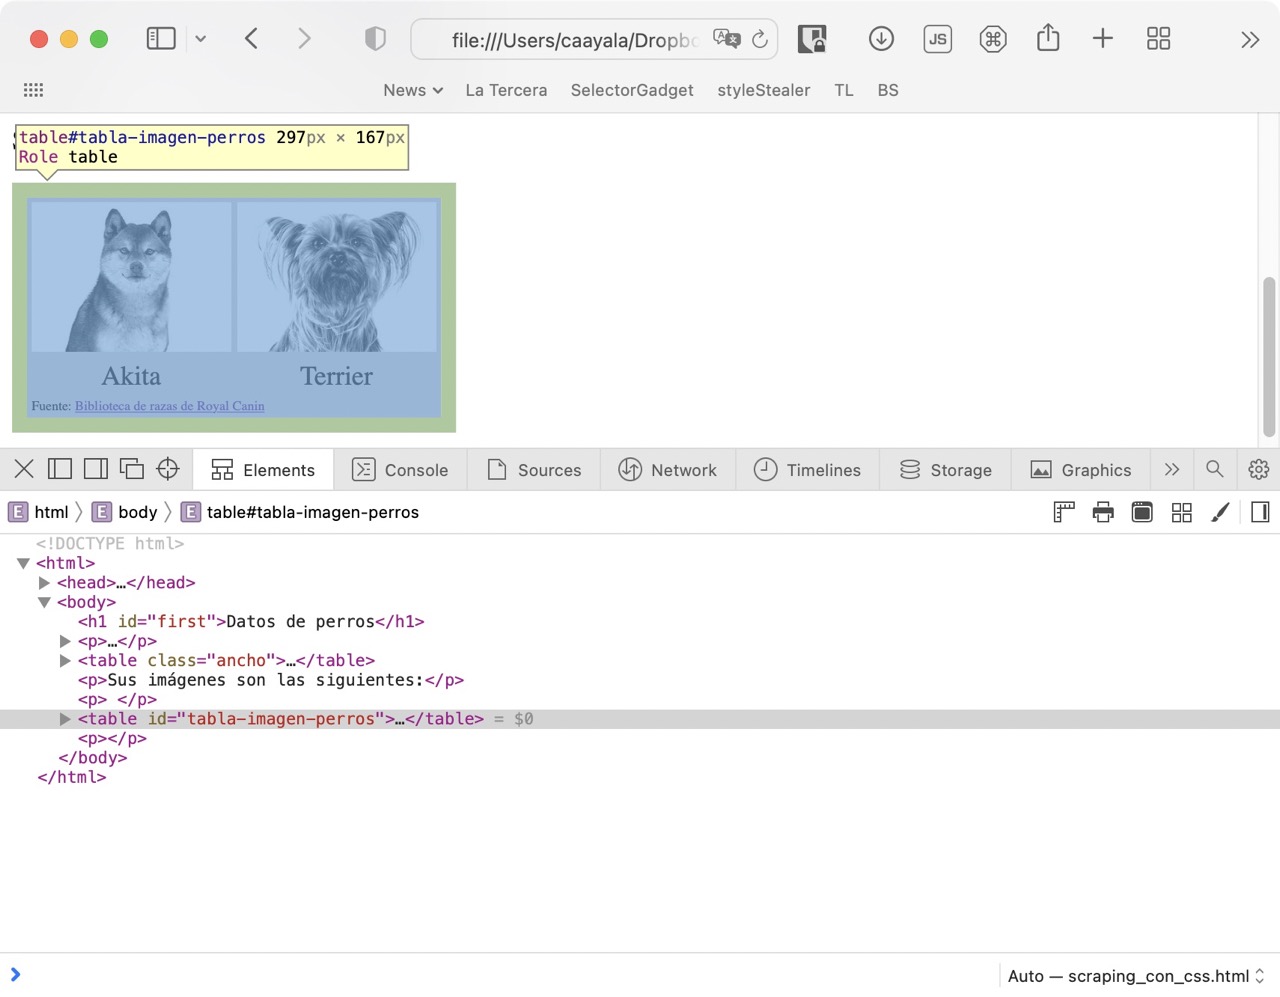 file:///Users/caayala/Dropbo
JS
News La Tercera SelectorGadget styleStealer TL BS
table#tabla-imagen-perros 297px × 167px
Role table
Akita Terrier
Fuente: Biblioteca de razas de Royal Canin
Elements Console Sources Network Timelines Storage Graphics
E html E body E table#tabla-imagen-perros
<!DOCTYPE html>
<html>
<head>…</head>
<body>
<h1 id="first">Datos de perros</h1>
<p>…</p>
<table class="ancho">…</table>
<p>Sus imágenes son las siguientes:</p>
<p> </p>
<table id="tabla-imagen-perros">…</table> = $0
<p></p>
</body>
</html>
Auto — scraping_con_css.html